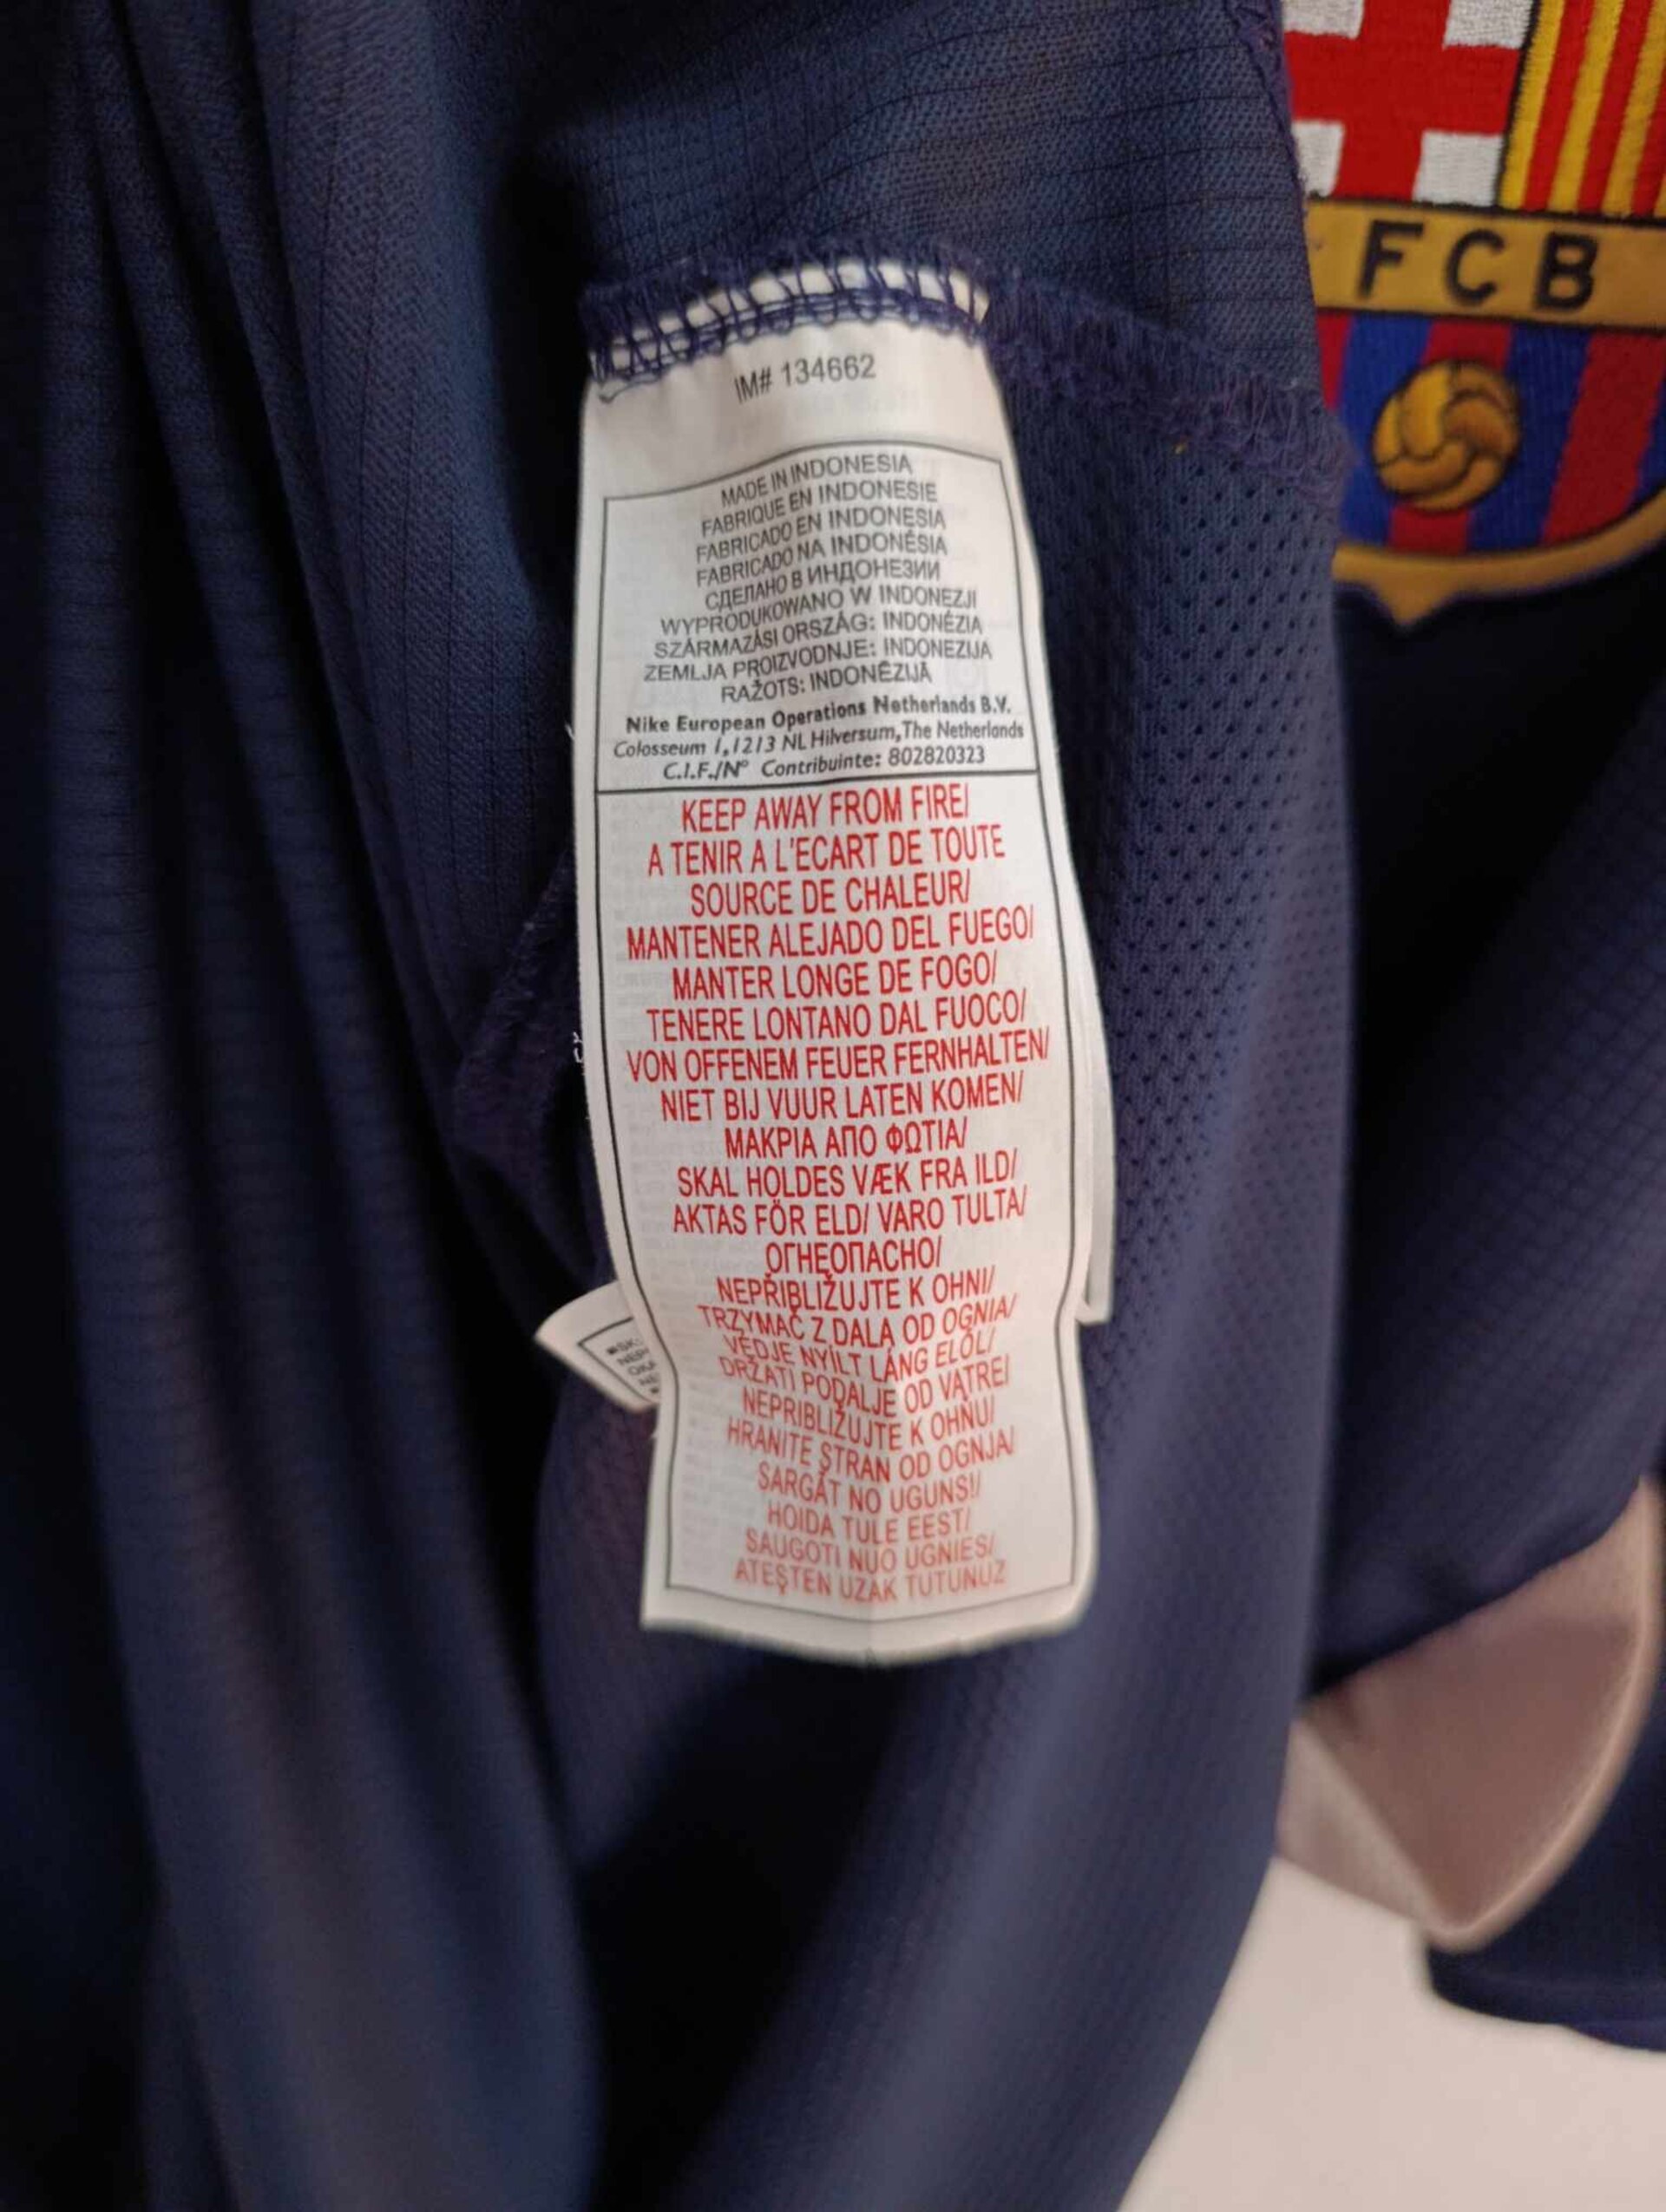 FCB
IM# 134662
MADE IN INDONESIA
FABRIQUE EN INDONESIE
FABRICADO EN INDONESIA
FABRICADO NA INDONÉSIA
СДЕЛАНО В ИНДОНЕЗИИ
WYPRODUKOWANO W INDONEZJI
SZÁRMAZÁSI ORSZÁG: INDONÉZIA
ZEMLJA PROIZVODNJE: INDONEZIJA
RAŽOTS: INDONĒZIJĀ
Nike European Operations Netherlands B.V.
Colosseum 1,1213 NL Hilversum,The Netherlands
C.I.F./Nº Contribuinte: 802820323
KEEP AWAY FROM FIRE/
A TENIR A L'ECART DE TOUTE
SOURCE DE CHALEUR/
MANTENER ALEJADO DEL FUEGO/
MANTER LONGE DE FOGO/
TENERE LONTANO DAL FUOCO/
VON OFFENEM FEUER FERNHALTEN/
NIET BIJ VUUR LATEN KOMEN/
ΜΑΚΡΙΑ ΑΠΟ ΦΩΤΙΑ/
SKAL HOLDES VÆK FRA ILD/
AKTAS FÖR ELD/ VARO TULTA/
ОГНЕОПАСНО/
NEPŘIBLIŽUJTE K OHNI/
TRZYMAĆ Z DALA OD OGNIA/
VÉDJE NYÍLT LÁNG ELŐL/
DRŽATI PODALJE OD VATRE/
NEPRIBLIŽUJTE K OHŇU/
HRANITE STRAN OD OGNJA/
SARGĀT NO UGUNS!/
HOIDA TULE EEST/
SAUGOTI NUO UGNIES/
ATEŞTEN UZAK TUTUNUZ